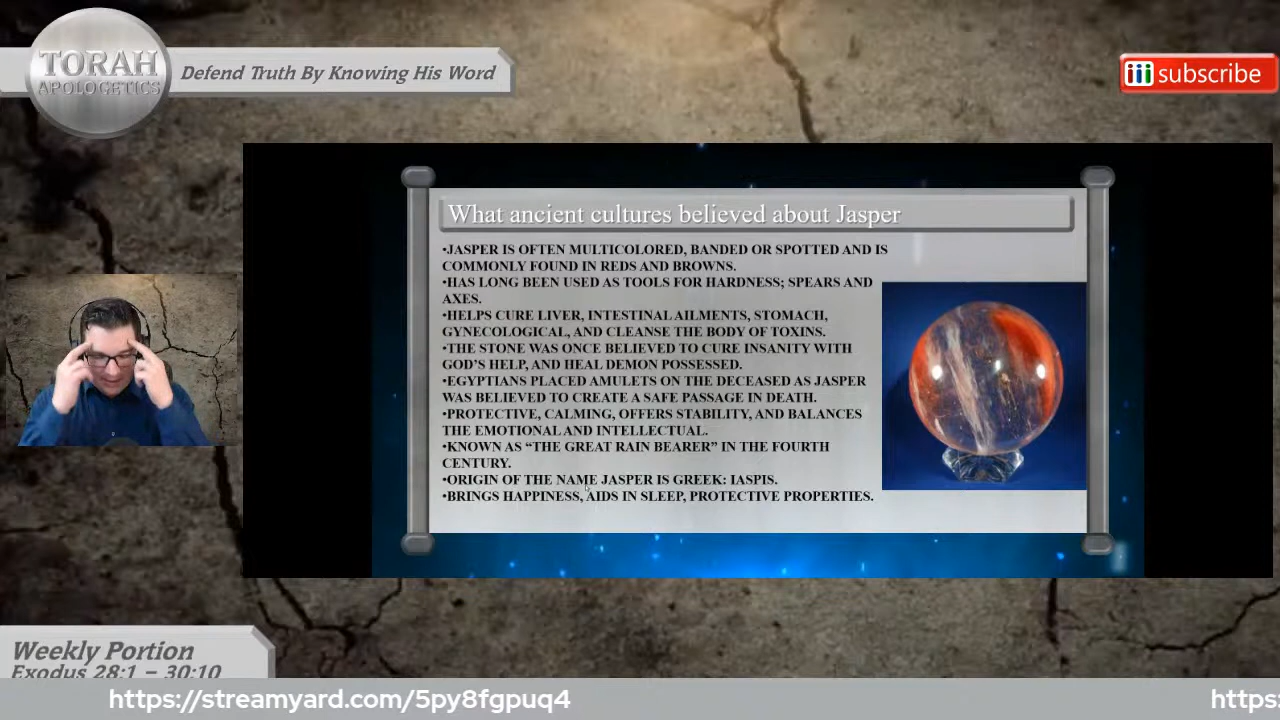 TORAH
APOLOGETICS
Defend Truth By Knowing His Word
subscribe
What ancient cultures believed about Jasper
•JASPER IS OFTEN MULTICOLORED, BANDED OR SPOTTED AND IS
COMMONLY FOUND IN REDS AND BROWNS.
•HAS LONG BEEN USED AS TOOLS FOR HARDNESS; SPEARS AND
AXES.
•HELPS CURE LIVER, INTESTINAL AILMENTS, STOMACH,
GYNECOLOGICAL, AND CLEANSE THE BODY OF TOXINS.
•THE STONE WAS ONCE BELIEVED TO CURE INSANITY WITH
GOD'S HELP, AND HEAL DEMON POSSESSED.
•EGYPTIANS PLACED AMULETS ON THE DECEASED AS JASPER
WAS BELIEVED TO CREATE A SAFE PASSAGE IN DEATH.
•PROTECTIVE, CALMING, OFFERS STABILITY, AND BALANCES
THE EMOTIONAL AND INTELLECTUAL.
•KNOWN AS “THE GREAT RAIN BEARER” IN THE FOURTH
CENTURY.
•ORIGIN OF THE NAME JASPER IS GREEK: IASPIS.
•BRINGS HAPPINESS, AIDS IN SLEEP, PROTECTIVE PROPERTIES.
Weekly Portion
Exodus 28:1 – 30:10
https://streamyard.com/5py8fgpuq4
https: